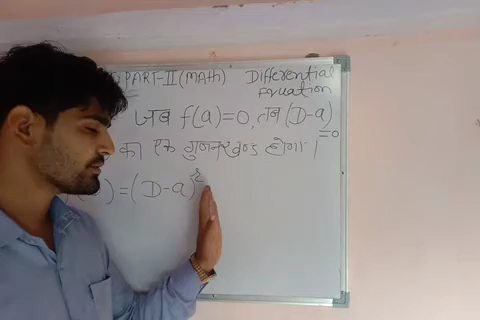 PART-II (MATH) Differential
Equation
जब f(a)=0, तब (D-a)
=0
का एक गुणनखण्ड होगा।
) = (D-a)²